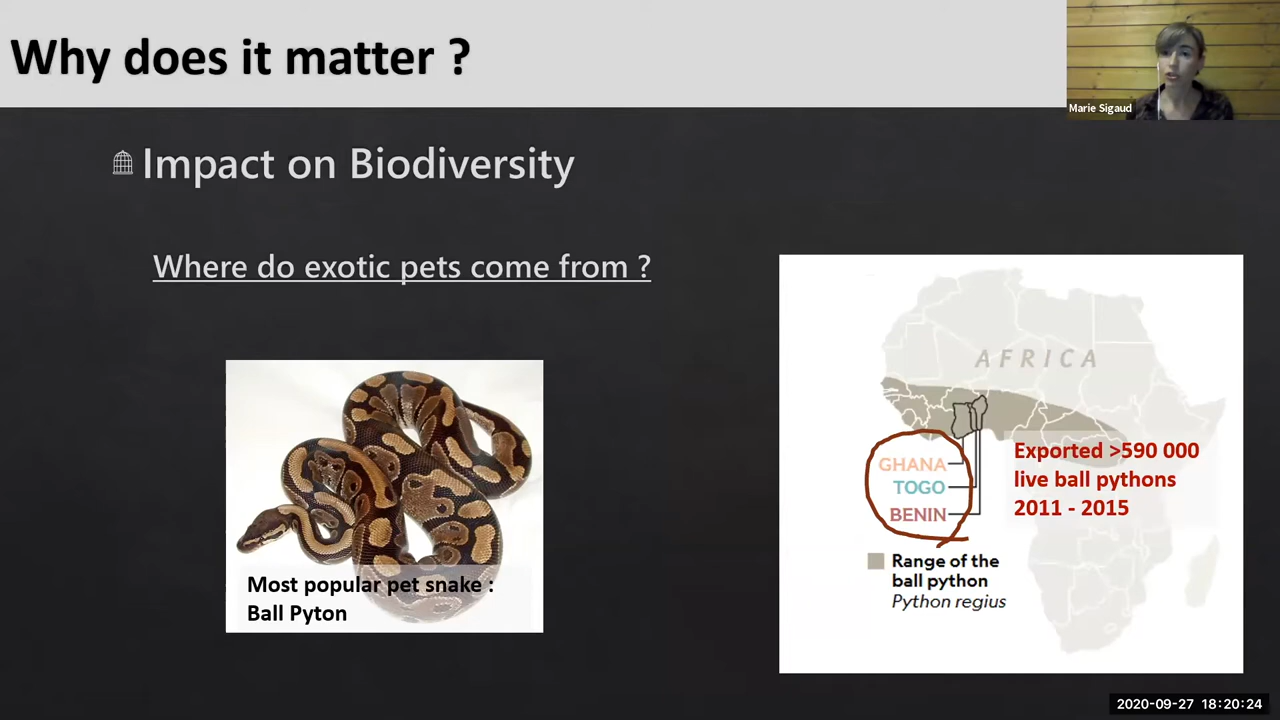 Why does it matter ?
Marie Sigaud
Impact on Biodiversity
Where do exotic pets come from ?
Most popular pet snake :
Ball Pyton
AFRICA
GHANA
TOGO
BENIN
Exported >590 000
live ball pythons
2011 - 2015
Range of the
ball python
Python regius
2020-09-27 18:20:24